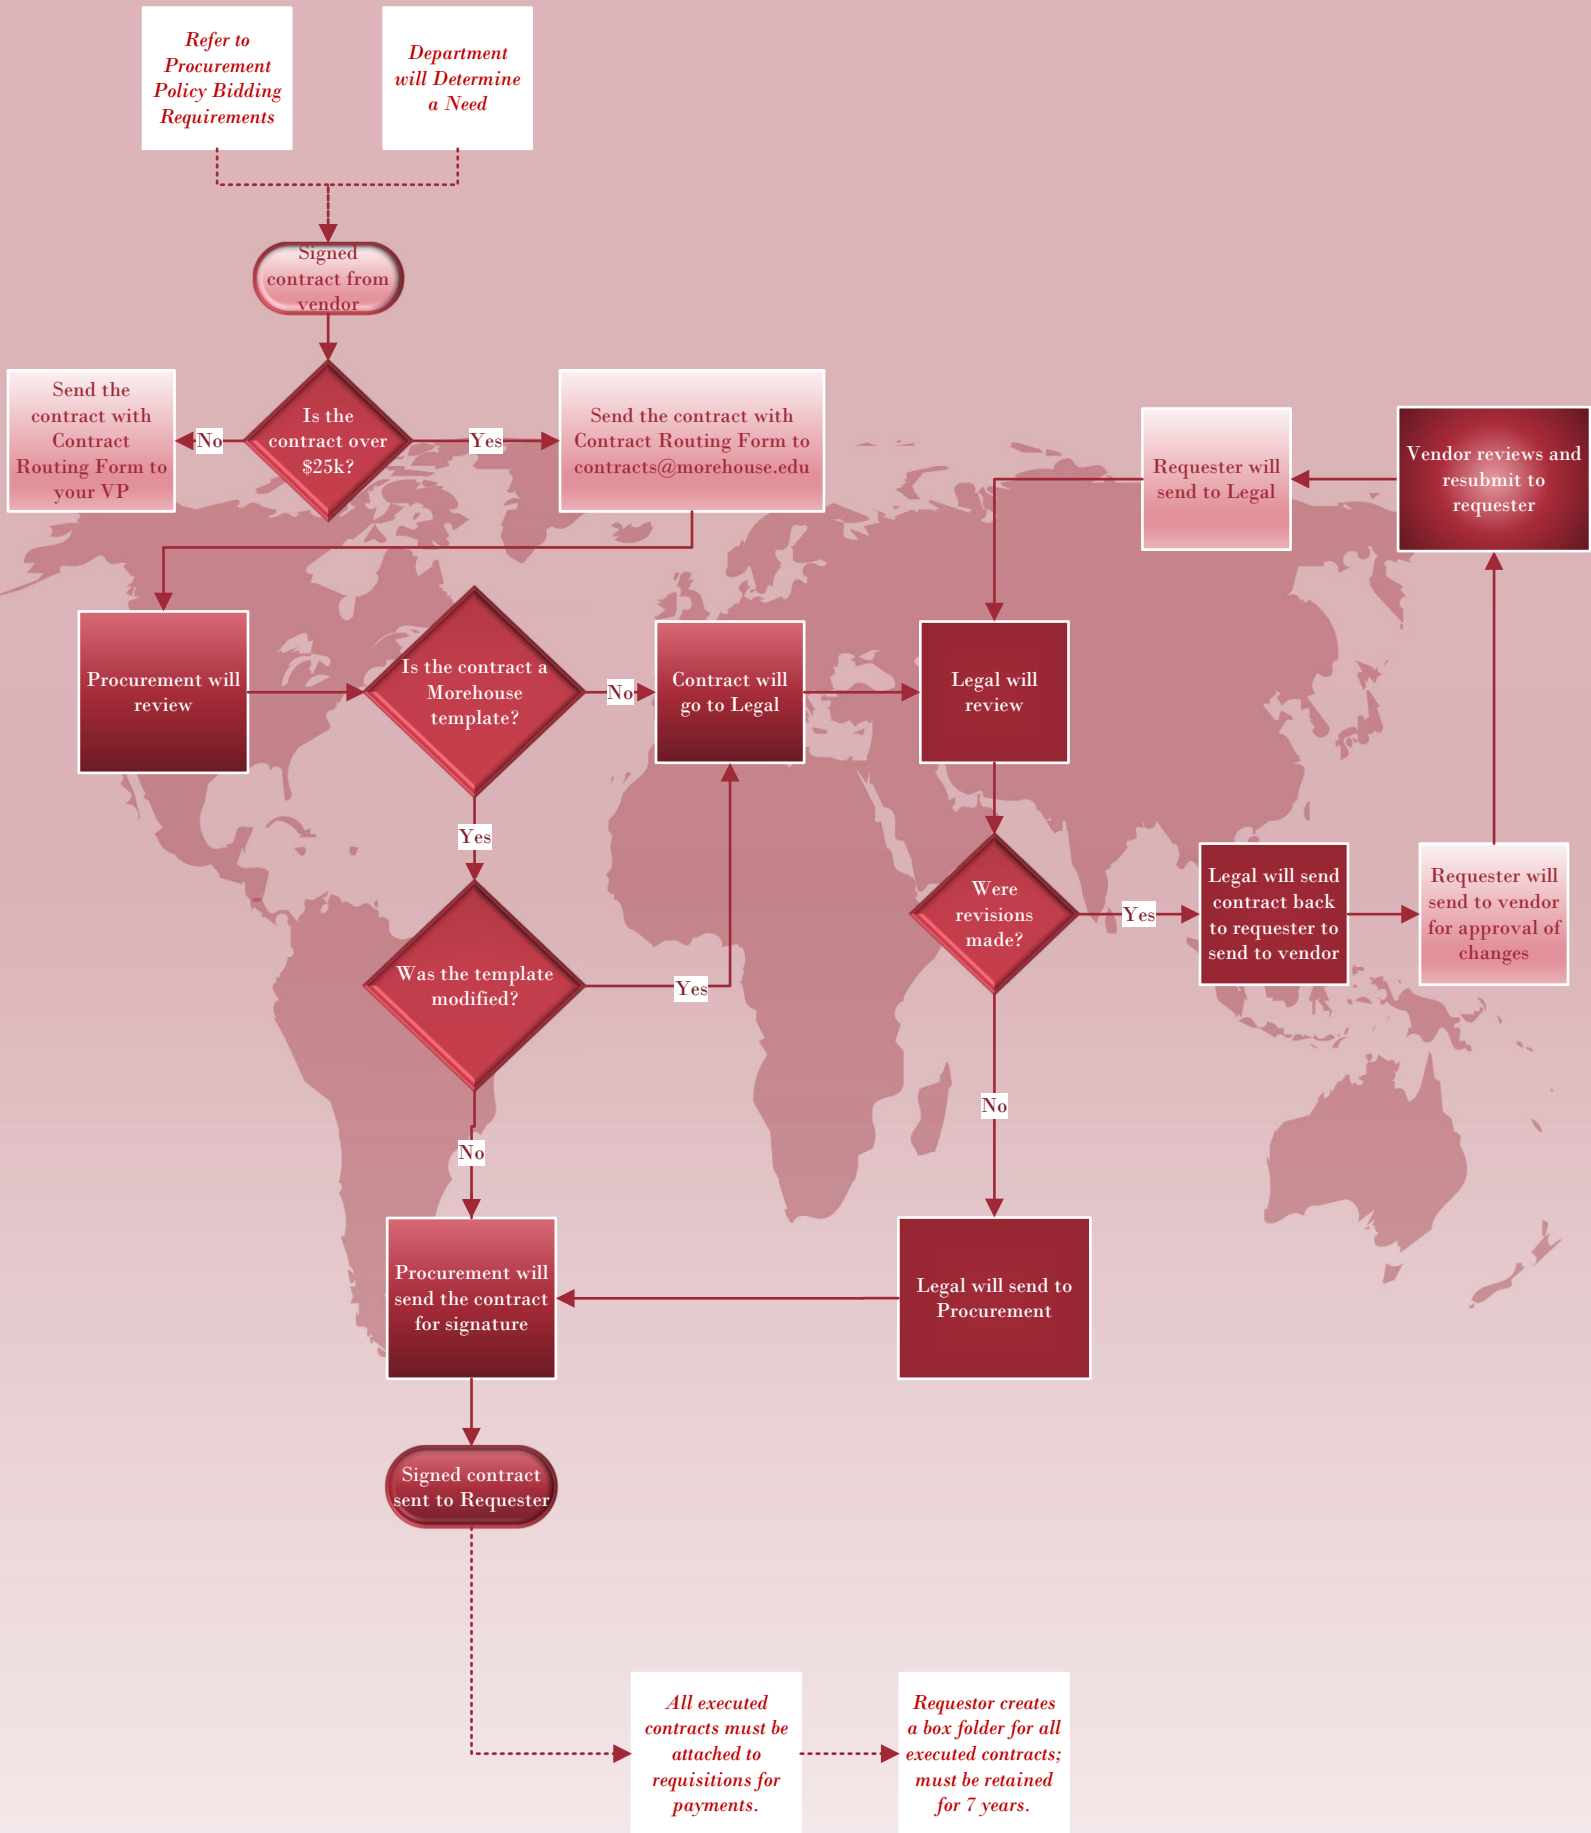 Refer to
Procurement
Policy Bidding
Requirements
Department
will Determine
a Need
Signed
contract from
vendor
Send the
contract with
Contract
Routing Form to
your VP
No
Is the
contract over
$25k?
Yes
Send the contract with
Contract Routing Form to
contracts@morehouse.edu
Requester will
send to Legal
Vendor reviews and
resubmit to
requester
Procurement will
review
Is the contract a
Morehouse
template?
No
Contract will
go to Legal
Legal will
review
Yes
Were
revisions
made?
Yes
Legal will send
contract back
to requester to
send to vendor
Requester will
send to vendor
for approval of
changes
Was the template
modified?
Yes
No
No
Procurement will
send the contract
for signature
Legal will send to
Procurement
Signed contract
sent to Requester
All executed
contracts must be
attached to
requisitions for
payments.
Requestor creates
a box folder for all
executed contracts;
must be retained
for 7 years.